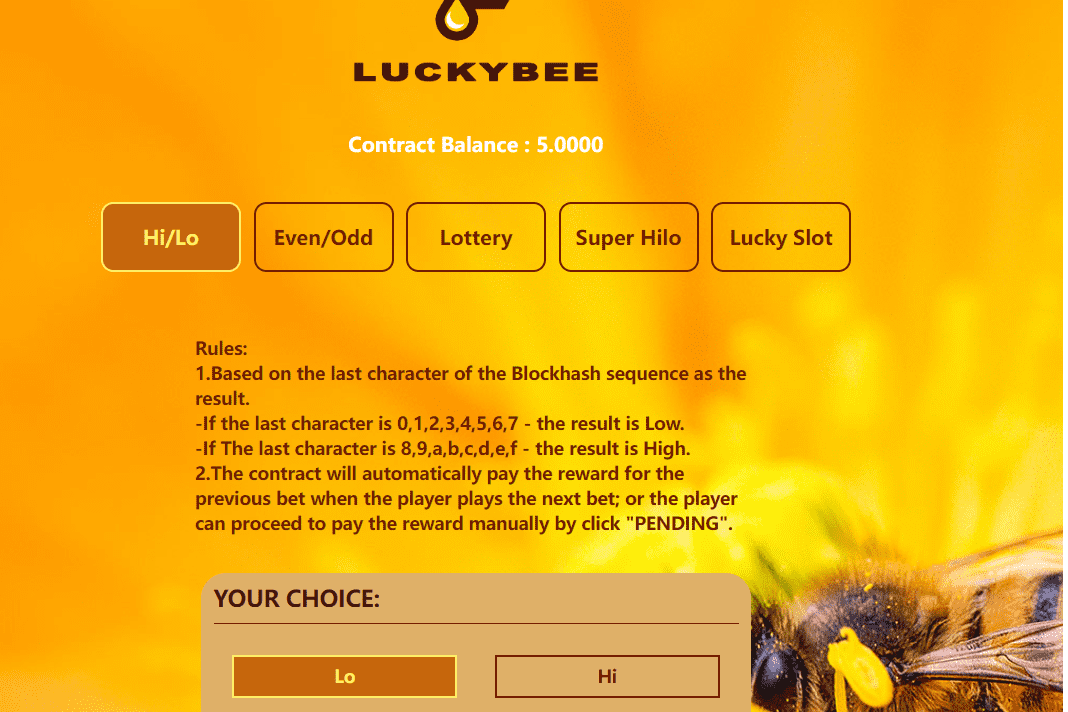 LUCKYBEE
Contract Balance : 5.0000
Hi/Lo
Even/Odd
Lottery
Super Hilo
Lucky Slot
Rules:
1.Based on the last character of the Blockhash sequence as the
result.
-If the last character is 0,1,2,3,4,5,6,7 - the result is Low.
-If The last character is 8,9,a,b,c,d,e,f - the result is High.
2.The contract will automatically pay the reward for the
previous bet when the player plays the next bet; or the player
can proceed to pay the reward manually by click "PENDING".
YOUR CHOICE:
Lo
Hi